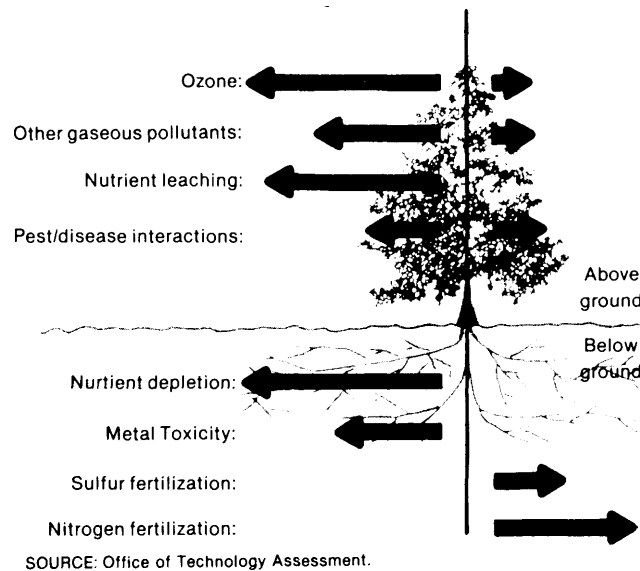 Ozone:
Other gaseous pollutants:
Nutrient leaching:
Pest/disease interactions:
Above
ground
Below
ground
Nurtient depletion:
Metal Toxicity:
Sulfur fertilization:
Nitrogen fertilization:
SOURCE: Office of Technology Assessment.